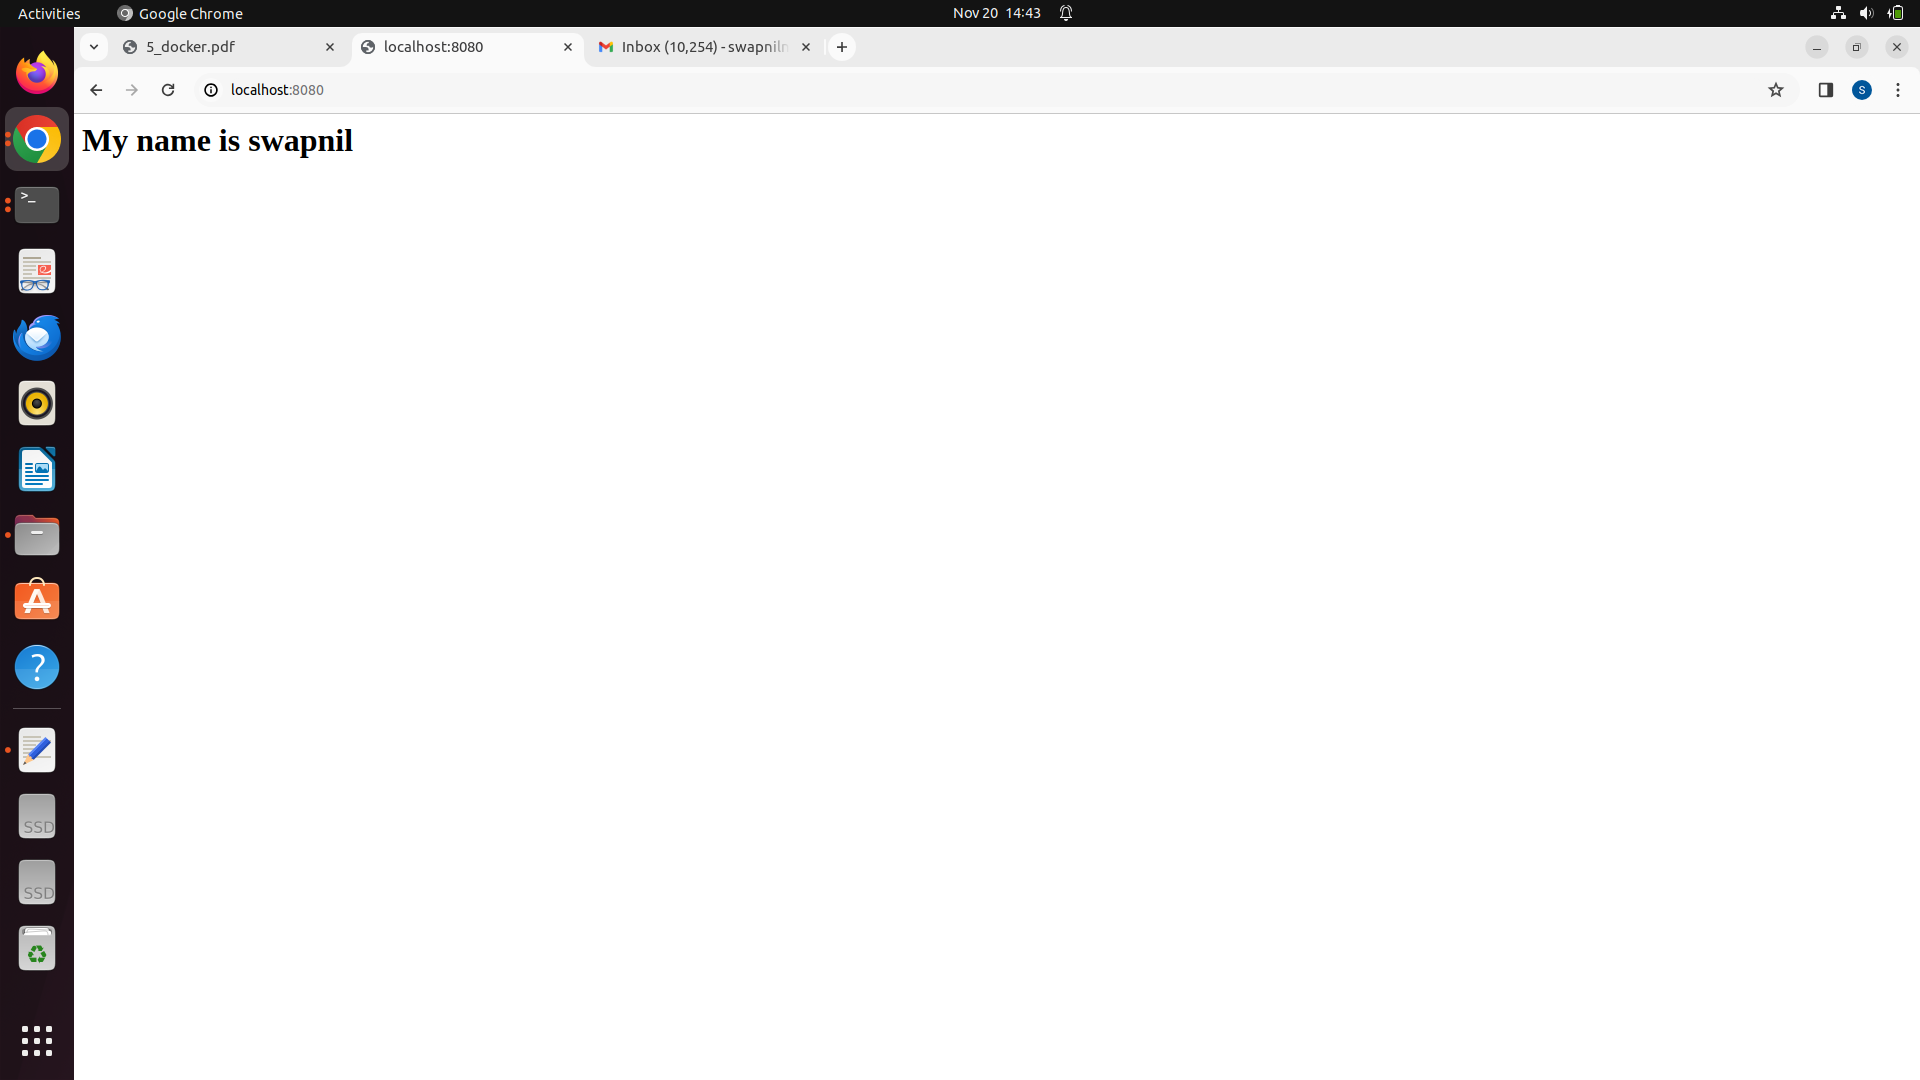 Activities
Google Chrome
Nov 20 14:43
5_docker.pdf
localhost:8080
Inbox (10,254) - swapniln
localhost:8080
S
My name is swapnil
>_
SSD
SSD